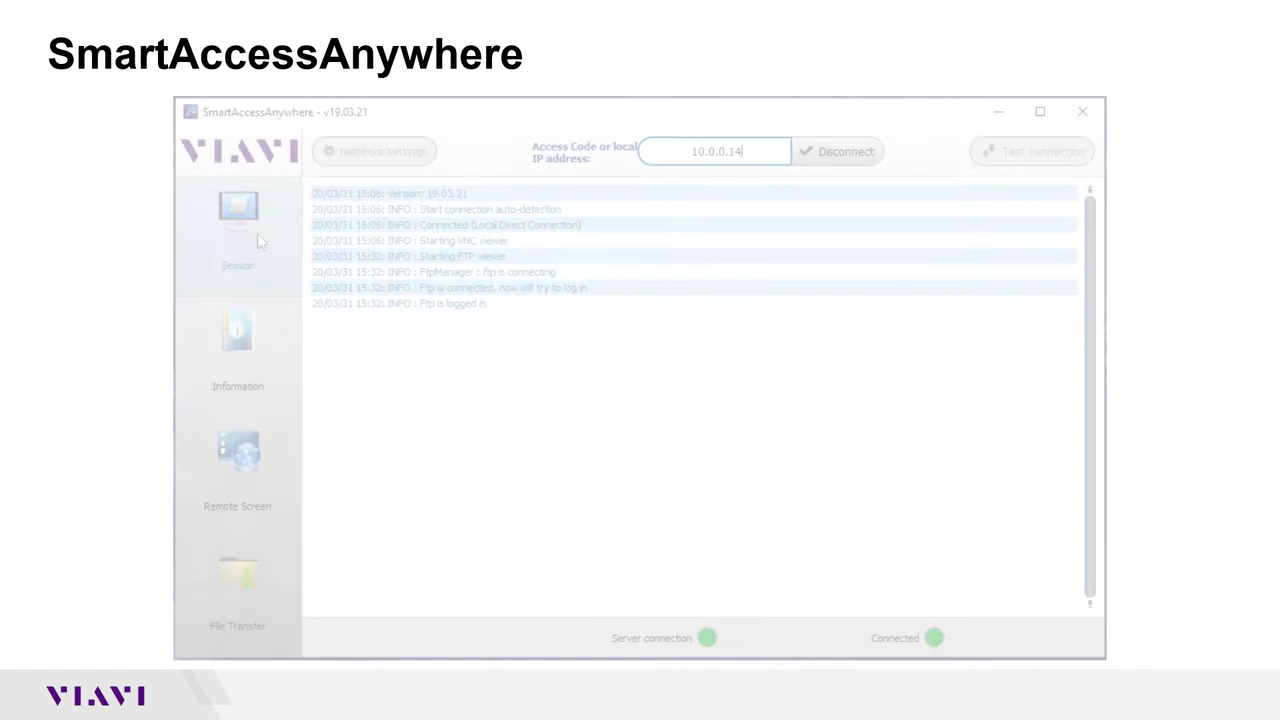 SmartAccessAnywhere
SmartAccessAnywhere - v19.03.21
VIAVI
Network settings
Access Code or local
IP address:
10.0.0.14
Disconnect
Test connection
20/03/31 15:06: Version: 19.03.21
20/03/31 15:06: INFO : Start connection auto-detection
20/03/31 15:06: INFO : Connected (Local Direct Connection)
20/03/31 15:06: INFO : Starting VNC viewer
20/03/31 15:32: INFO : Starting FTP viewer
20/03/31 15:32: INFO : FtpManager : ftp is connecting
20/03/31 15:32: INFO : Ftp is connected, now will try to log in
20/03/31 15:32: INFO : Ftp is logged in
Session
Information
Remote Screen
File Transfer
Server connection
Connected
VIAVI